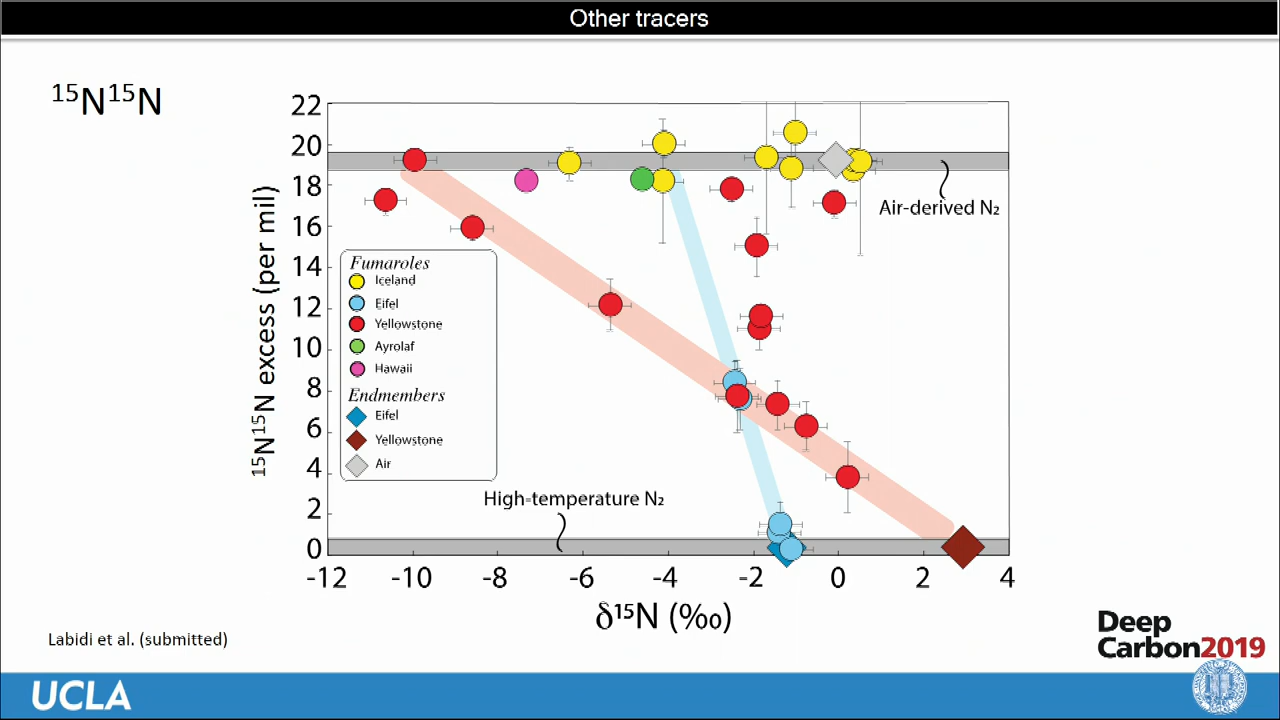 Other tracers
¹⁵N¹⁵N
22
20
18
16
14
12
10
8
6
4
2
0
¹⁵N¹⁵N excess (per mil)
Air-derived N₂
Fumaroles
Iceland
Eifel
Yellowstone
Ayrolaf
Hawaii
Endmembers
Eifel
Yellowstone
Air
High-temperature N₂
-12 -10 -8 -6 -4 -2 0 2 4
δ¹⁵N (‰)
Labidi et al. (submitted)
Deep
Carbon2019
UCLA